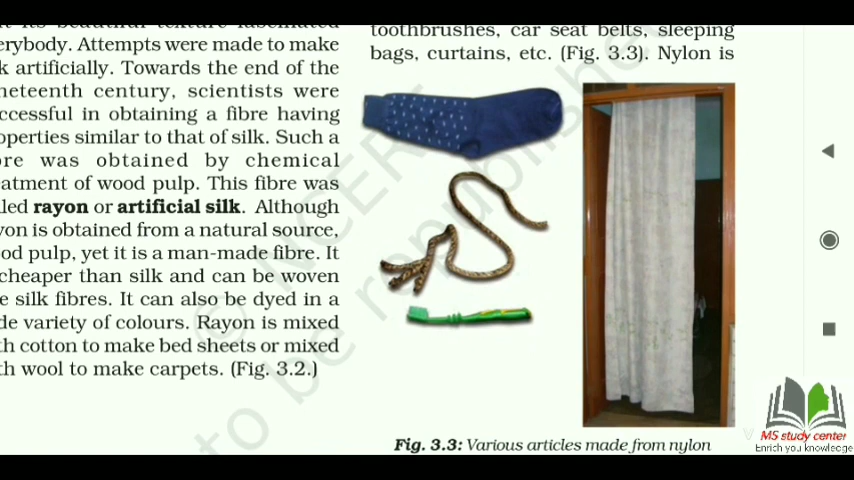 erybody. Attempts were made to make
k artificially. Towards the end of the
neteenth century, scientists were
ccessful in obtaining a fibre having
operties similar to that of silk. Such a
re was obtained by chemical
eatment of wood pulp. This fibre was
led rayon or artificial silk. Although
yon is obtained from a natural source,
od pulp, yet it is a man-made fibre. It
cheaper than silk and can be woven
e silk fibres. It can also be dyed in a
de variety of colours. Rayon is mixed
th cotton to make bed sheets or mixed
th wool to make carpets. (Fig. 3.2.)
toothbrushes, car seat belts, sleeping
bags, curtains, etc. (Fig. 3.3). Nylon is
Fig. 3.3: Various articles made from nylon
© NCERT
to be republished
MS study center
Enrich you knowledge